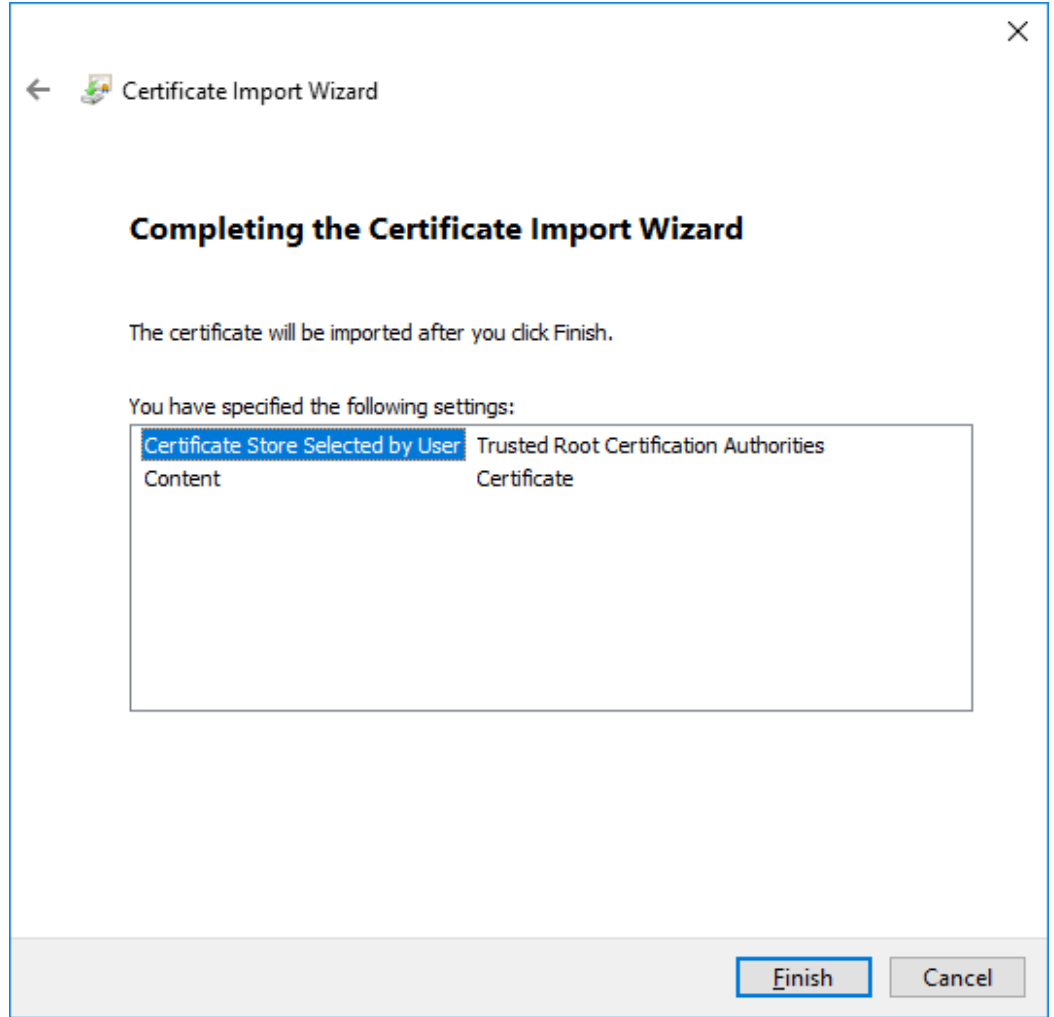 Certificate Import Wizard
Completing the Certificate Import Wizard
The certificate will be imported after you click Finish.
You have specified the following settings:
Certificate Store Selected by User Trusted Root Certification Authorities
Content Certificate
Finish Cancel